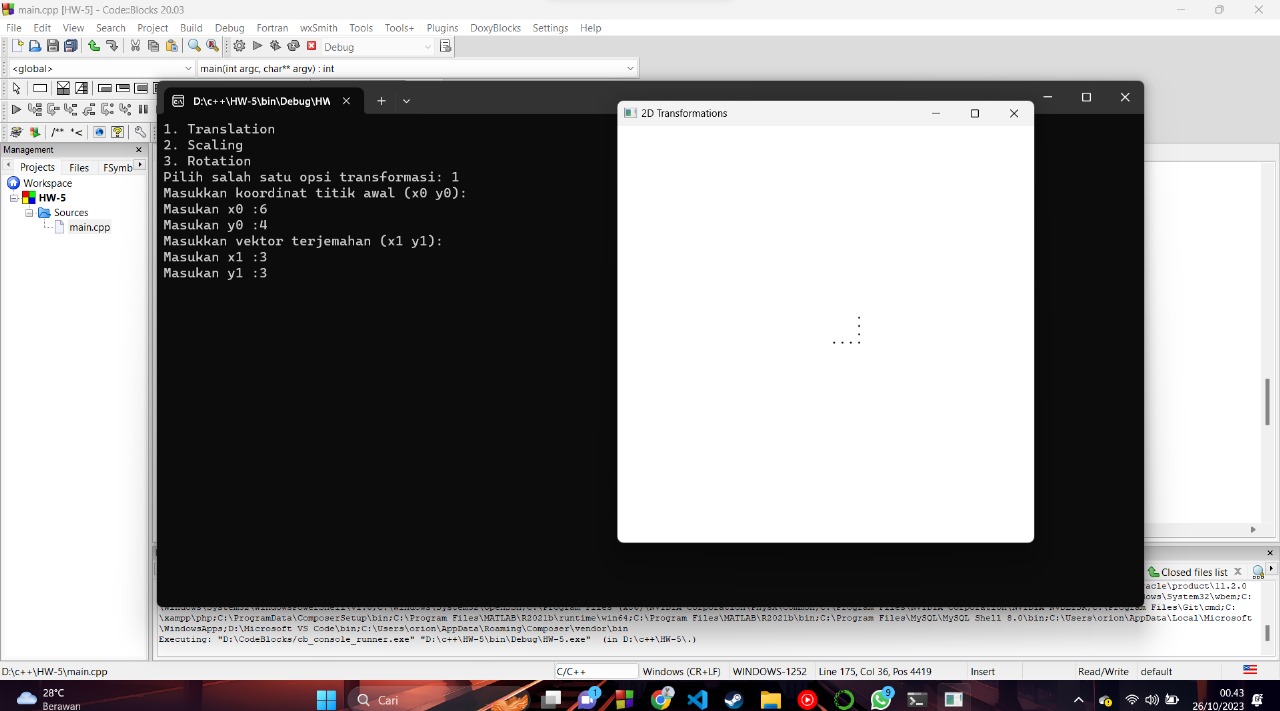 main.cpp [HW-5] - Code::Blocks 20.03
File Edit View Search Project Build Debug Fortran wxSmith Tools Tools+ Plugins DoxyBlocks Settings Help
Debug
<global> main(int argc, char** argv) : int
D:\c++\HW-5\bin\Debug\HW
2D Transformations
/** *<
Management
Projects Files FSymb
Workspace
HW-5
Sources
main.cpp
1. Translation
2. Scaling
3. Rotation
Pilih salah satu opsi transformasi: 1
Masukkan koordinat titik awal (x0 y0):
Masukan x0 :6
Masukan y0 :4
Masukkan vektor terjemahan (x1 y1):
Masukan x1 :3
Masukan y1 :3
Closed files list
acle\product\11.2.0
ows\System32\wbem;C:
\xampp\php;C:\ProgramData\ComposerSetup\bin;C:\Program Files\MATLAB\R2021b\runtime\win64;C:\Program Files\MATLAB\R2021b\bin;C:\Program Files\MySQL\MySQL Shell 8.0\bin;C:\Users\orion\AppData\Local\Microsoft
\WindowsApps;D:\Microsoft VS Code\bin;C:\Users\orion\AppData\Roaming\Composer\vendor\bin
Executing: "D:\CodeBlocks/cb_console_runner.exe" "D:\c++\HW-5\bin\Debug\HW-5.exe" (in D:\c++\HW-5\.)
D:\c++\HW-5\main.cpp C/C++ Windows (CR+LF) WINDOWS-1252 Line 175, Col 36, Pos 4419 Insert Read/Write default
28°C
Berawan
Cari
1
9
00.43
26/10/2023